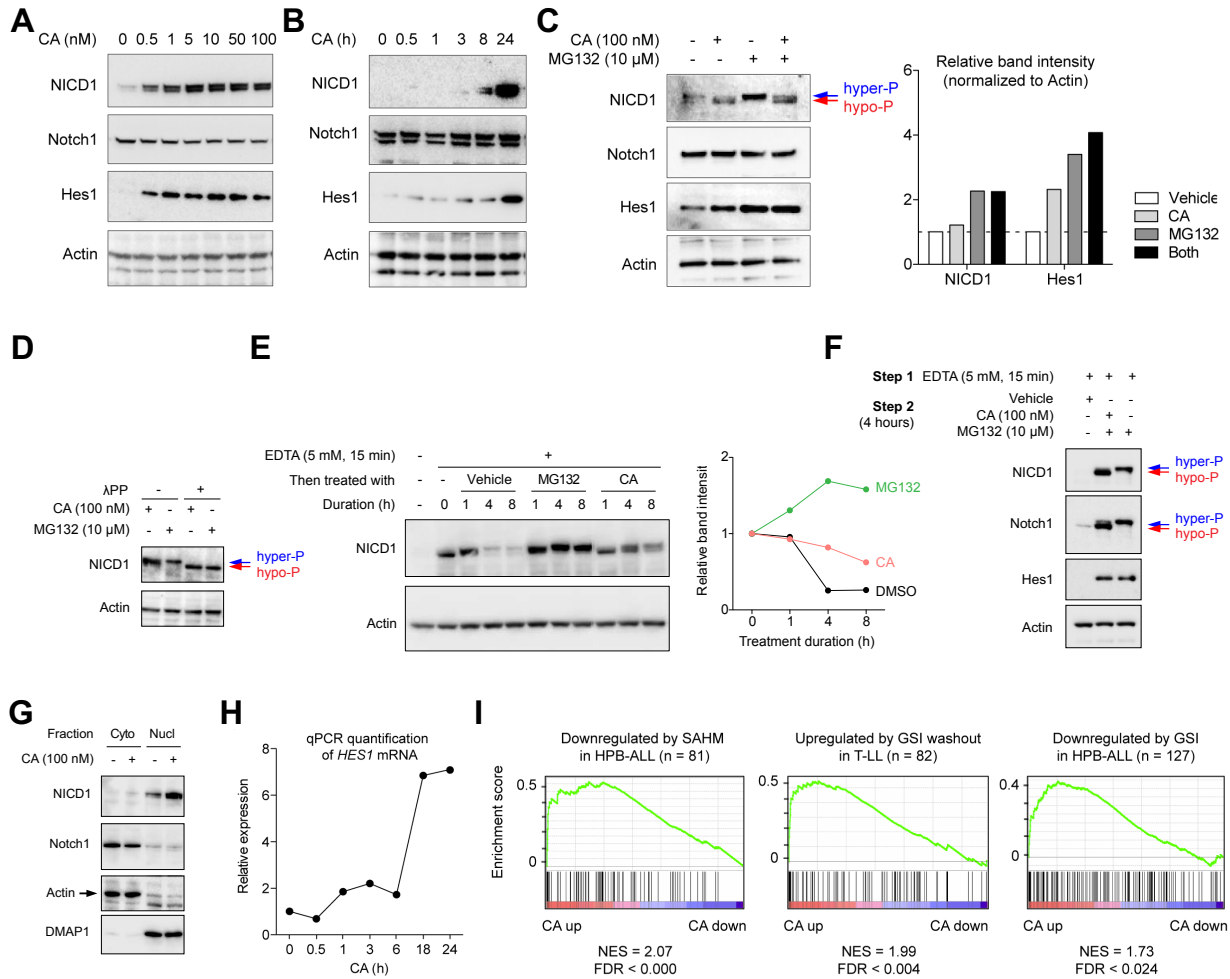 A
CA (nM) 0 0.5 1 5 10 50 100
NICD1
Notch1
Hes1
Actin
B
CA (h) 0 0.5 1 3 8 24
NICD1
Notch1
Hes1
Actin
C
CA (100 nM) - + - +
MG132 (10 µM) - - + +
NICD1
hyper-P
hypo-P
Notch1
Hes1
Actin
Relative band intensity
(normalized to Actin)
6
4
2
0
NICD1 Hes1
Vehicle
CA
MG132
Both
D
λPP - +
CA (100 nM) + - + -
MG132 (10 µM) - + - +
NICD1
hyper-P
hypo-P
Actin
E
EDTA (5 mM, 15 min) - +
Then treated with - - Vehicle MG132 CA
Duration (h) - 0 1 4 8 1 4 8 1 4 8
NICD1
Actin
Relative band intensit
2
1
0
MG132
CA
DMSO
0 1 4 8
Treatment duration (h)
F
Step 1 EDTA (5 mM, 15 min) + + +
Step 2
(4 hours)
Vehicle + - -
CA (100 nM) - + -
MG132 (10 µM) - + +
NICD1
hyper-P
hypo-P
Notch1
hyper-P
hypo-P
Hes1
Actin
G
Fraction Cyto Nucl
CA (100 nM) - + - +
NICD1
Notch1
Actin
DMAP1
H
qPCR quantification
of HES1 mRNA
Relative expression
8
6
4
2
0
0 0.5 1 3 6 18 24
CA (h)
I
Enrichment score
Downregulated by SAHM
in HPB-ALL (n = 81)
0.5
0
CA up CA down
NES = 2.07
FDR < 0.000
Upregulated by GSI washout
in T-LL (n = 82)
0.5
0
CA up CA down
NES = 1.99
FDR < 0.004
Downregulated by GSI
in HPB-ALL (n = 127)
0.4
0
CA up CA down
NES = 1.73
FDR < 0.024